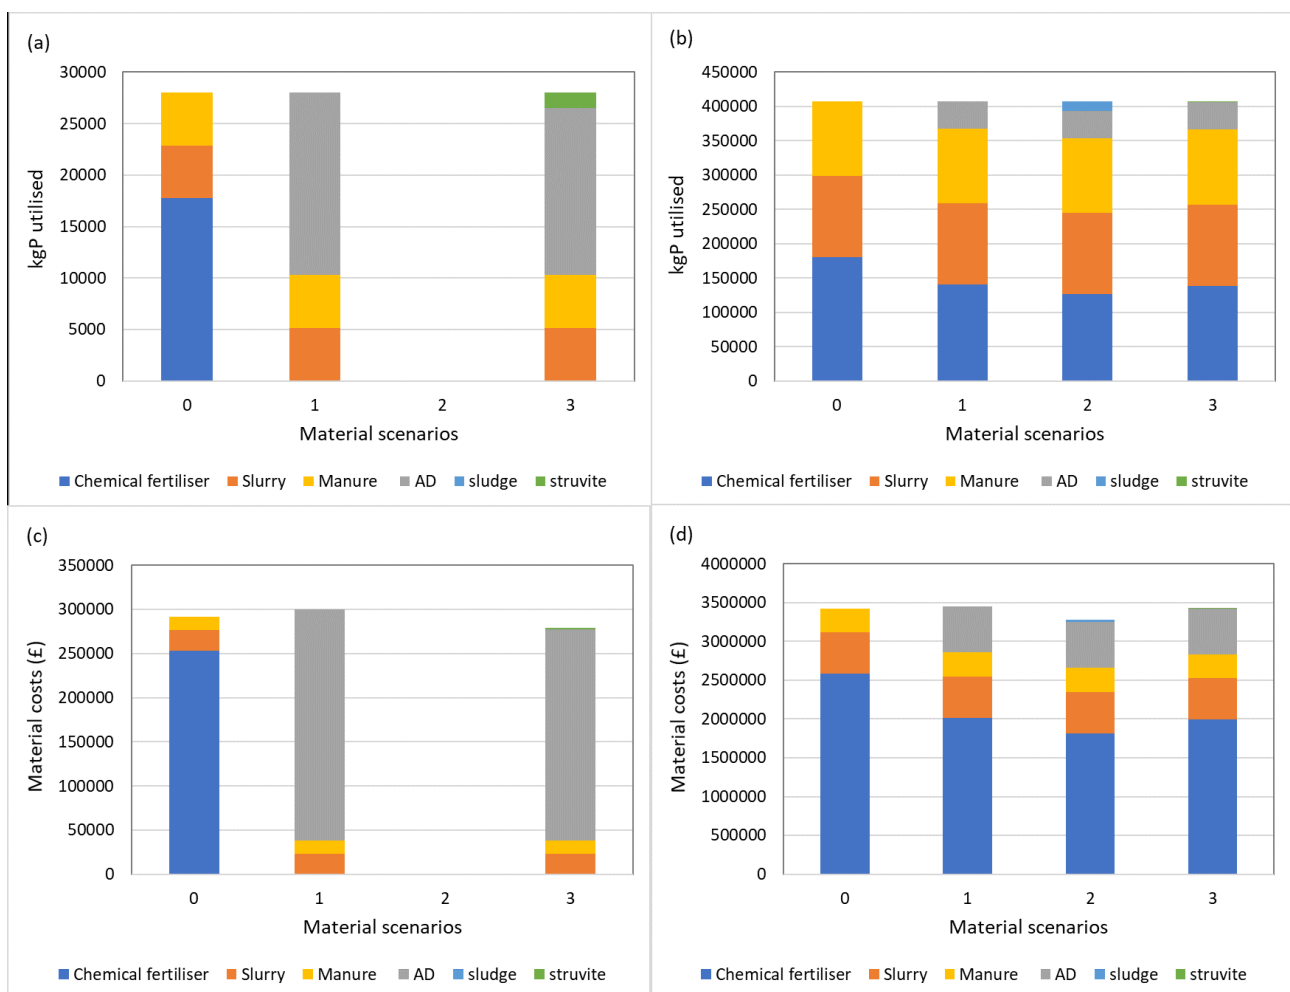 (a)
30000
25000
20000
15000
10000
5000
0
kgP utilised
0 1 2 3
Material scenarios
Chemical fertiliser Slurry Manure AD sludge struvite
(b)
450000
400000
350000
300000
250000
200000
150000
100000
50000
0
kgP utilised
0 1 2 3
Material scenarios
Chemical fertiliser Slurry Manure AD sludge struvite
(c)
350000
300000
250000
200000
150000
100000
50000
0
Material costs (£)
0 1 2 3
Material scenarios
Chemical fertiliser Slurry Manure AD sludge struvite
(d)
4000000
3500000
3000000
2500000
2000000
1500000
1000000
500000
0
Material costs (£)
0 1 2 3
Material scenarios
Chemical fertiliser Slurry Manure AD sludge struvite